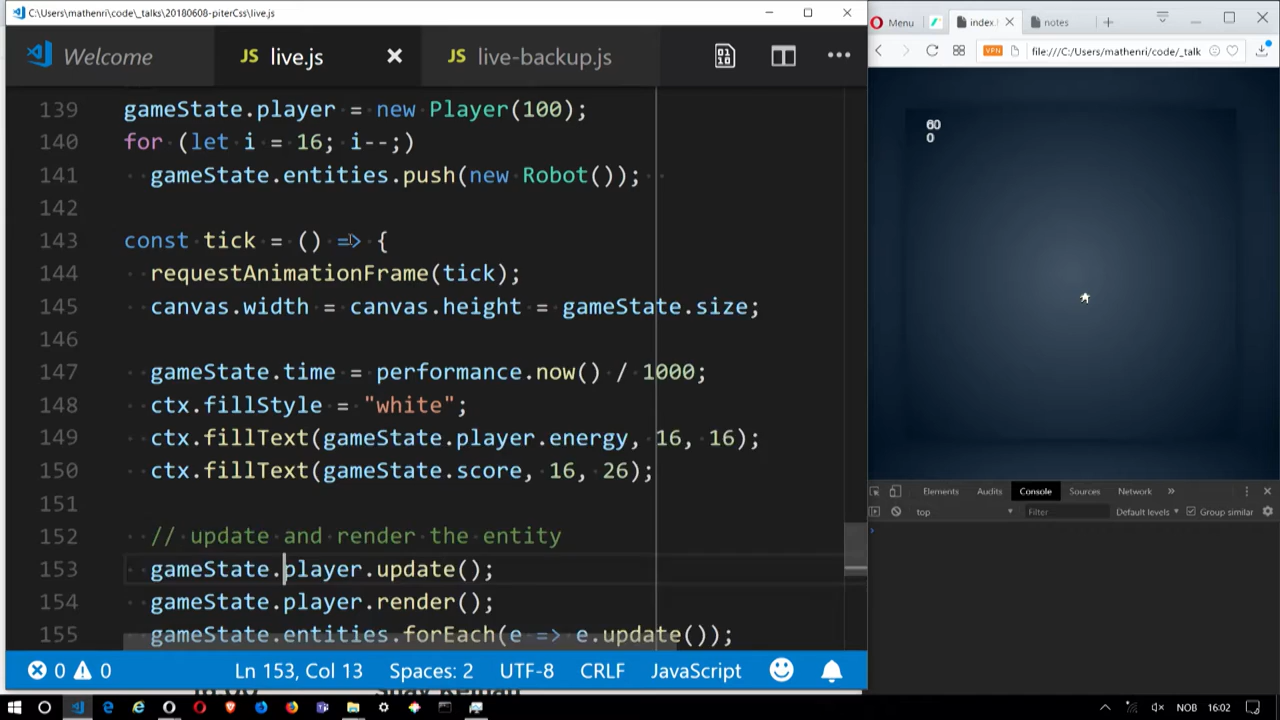 C:\Users\mathenri\code\_talks\20180608-piterCss\live.js
Welcome
JS live.js
JS live-backup.js
139 gameState.player = new Player(100);
140 for (let i = 16; i--;)
141 gameState.entities.push(new Robot());
142
143 const tick = () => {
144 requestAnimationFrame(tick);
145 canvas.width = canvas.height = gameState.size;
146
147 gameState.time = performance.now() / 1000;
148 ctx.fillStyle = "white";
149 ctx.fillText(gameState.player.energy, 16, 16);
150 ctx.fillText(gameState.score, 16, 26);
151
152 // update and render the entity
153 gameState.player.update();
154 gameState.player.render();
155 gameState.entities.forEach(e => e.update());
0 0 Ln 153, Col 13 Spaces: 2 UTF-8 CRLF JavaScript
Menu index. notes
VPN file:///C:/Users/mathenri/code/_talk
60
0
Elements Audits Console Sources Network
top Filter Default levels Group similar
NOB 16:02